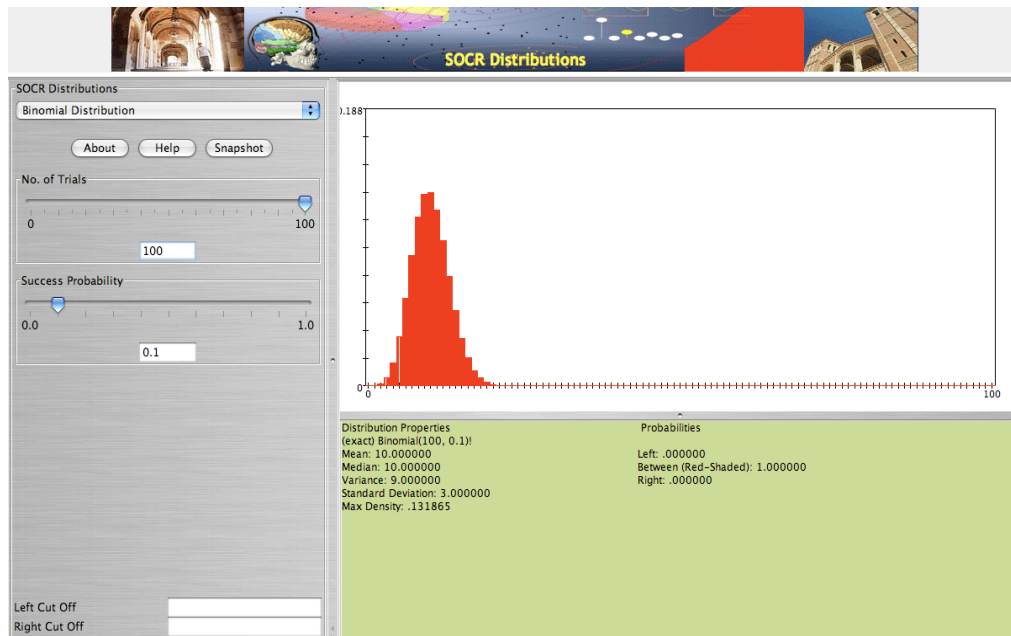 SOCR Distributions
SOCR Distributions
Binomial Distribution
About Help Snapshot
No. of Trials
0 100
100
Success Probability
0.0 1.0
0.1
Left Cut Off
Right Cut Off
0.188
0
0 100
Distribution Properties
(exact) Binomial(100, 0.1)!
Mean: 10.000000
Median: 10.000000
Variance: 9.000000
Standard Deviation: 3.000000
Max Density: .131865
Probabilities
Left: .000000
Between (Red-Shaded): 1.000000
Right: .000000